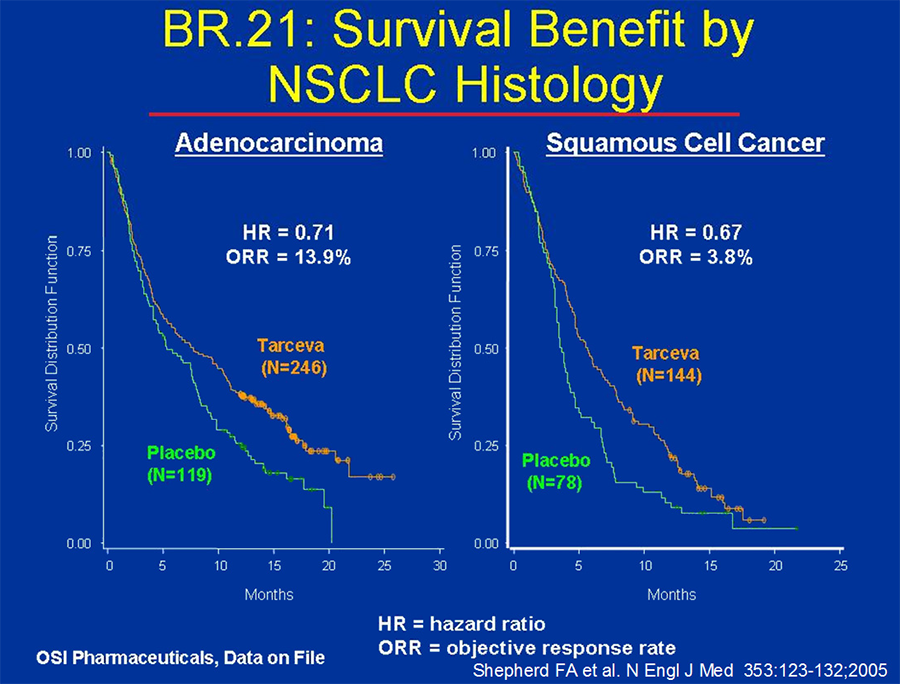 BR.21: Survival Benefit by
NSCLC Histology
Adenocarcinoma
Survival Distribution Function
1.00
0.75
0.50
0.25
0.00
HR = 0.71
ORR = 13.9%
Tarceva
(N=246)
Placebo
(N=119)
0 5 10 15 20 25 30
Months
Squamous Cell Cancer
Survival Distribution Function
1.00
0.75
0.50
0.25
0.00
HR = 0.67
ORR = 3.8%
Tarceva
(N=144)
Placebo
(N=78)
0 5 10 15 20 25
Months
HR = hazard ratio
ORR = objective response rate
OSI Pharmaceuticals, Data on File
Shepherd FA et al. N Engl J Med 353:123-132;2005